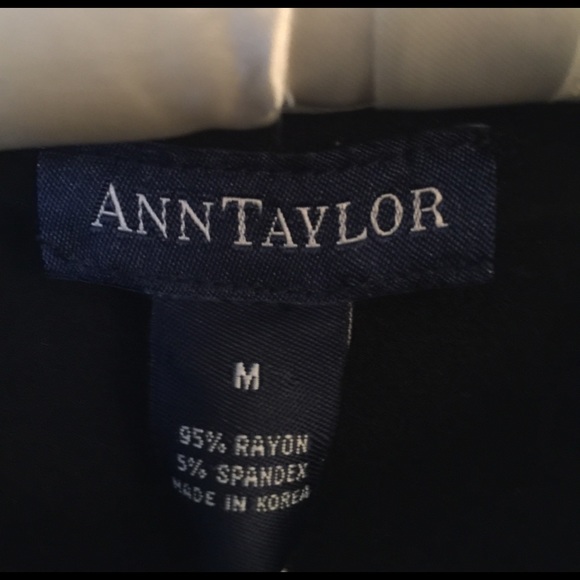 ANNTAYLOR
M
95% RAYON
5% SPANDEX
MADE IN KOREA